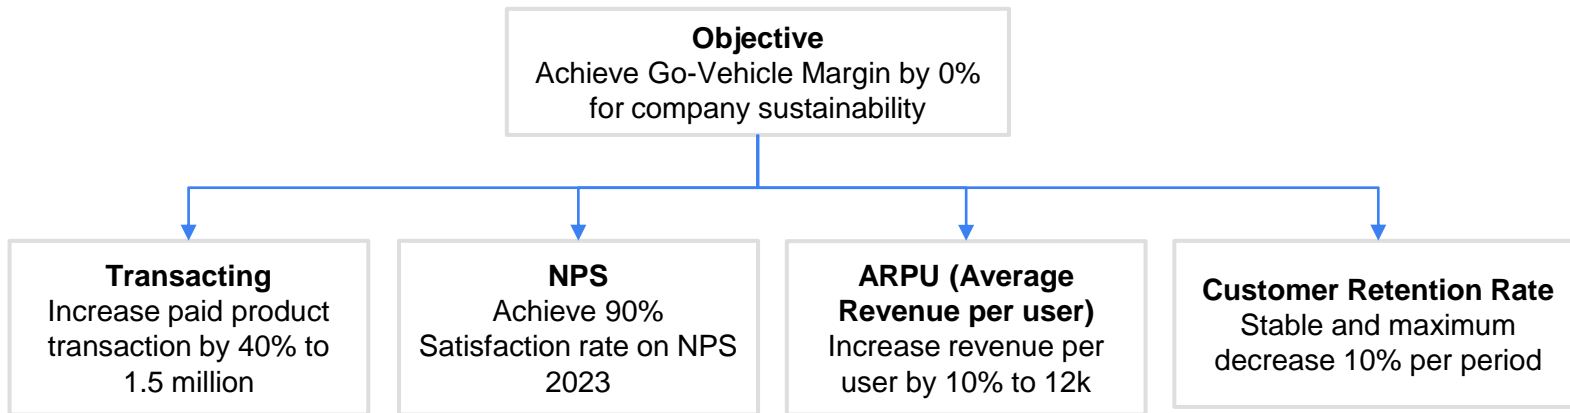 Objective
Achieve Go-Vehicle Margin by 0%
for company sustainability
Transacting
Increase paid product
transaction by 40% to
1.5 million
NPS
Achieve 90%
Satisfaction rate on NPS
2023
ARPU (Average
Revenue per user)
Increase revenue per
user by 10% to 12k
Customer Retention Rate
Stable and maximum
decrease 10% per period